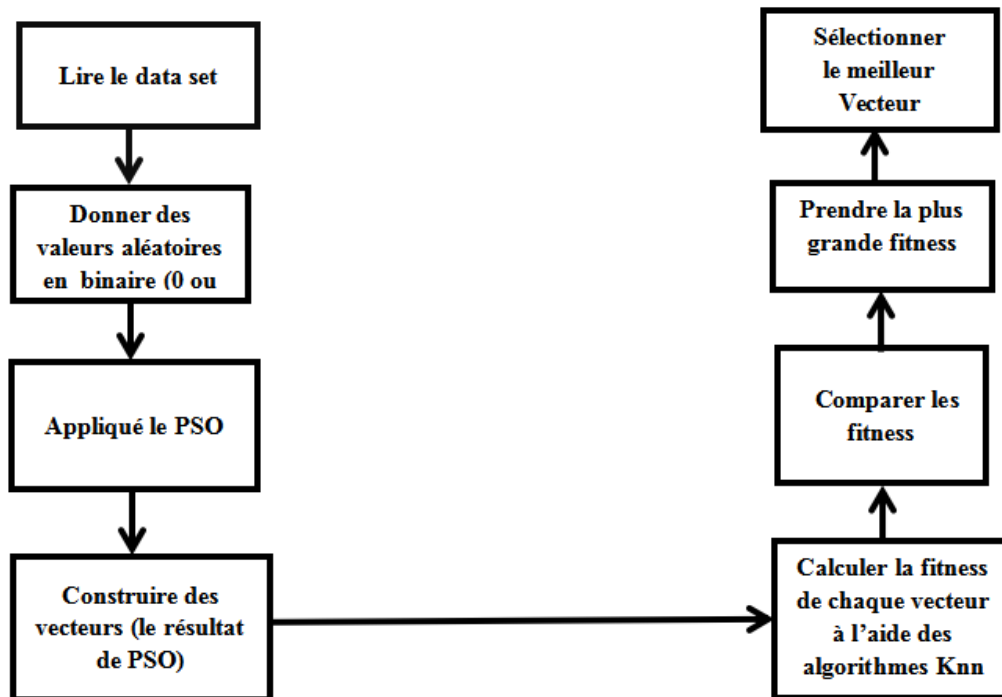 Lire le data set
Donner des
valeurs aléatoires
en binaire (0 ou
Appliqué le PSO
Construire des
vecteurs (le résultat
de PSO)
Calculer la fitness
de chaque vecteur
à l’aide des
algorithmes Knn
Comparer les
fitness
Prendre la plus
grande fitness
Sélectionner
le meilleur
Vecteur